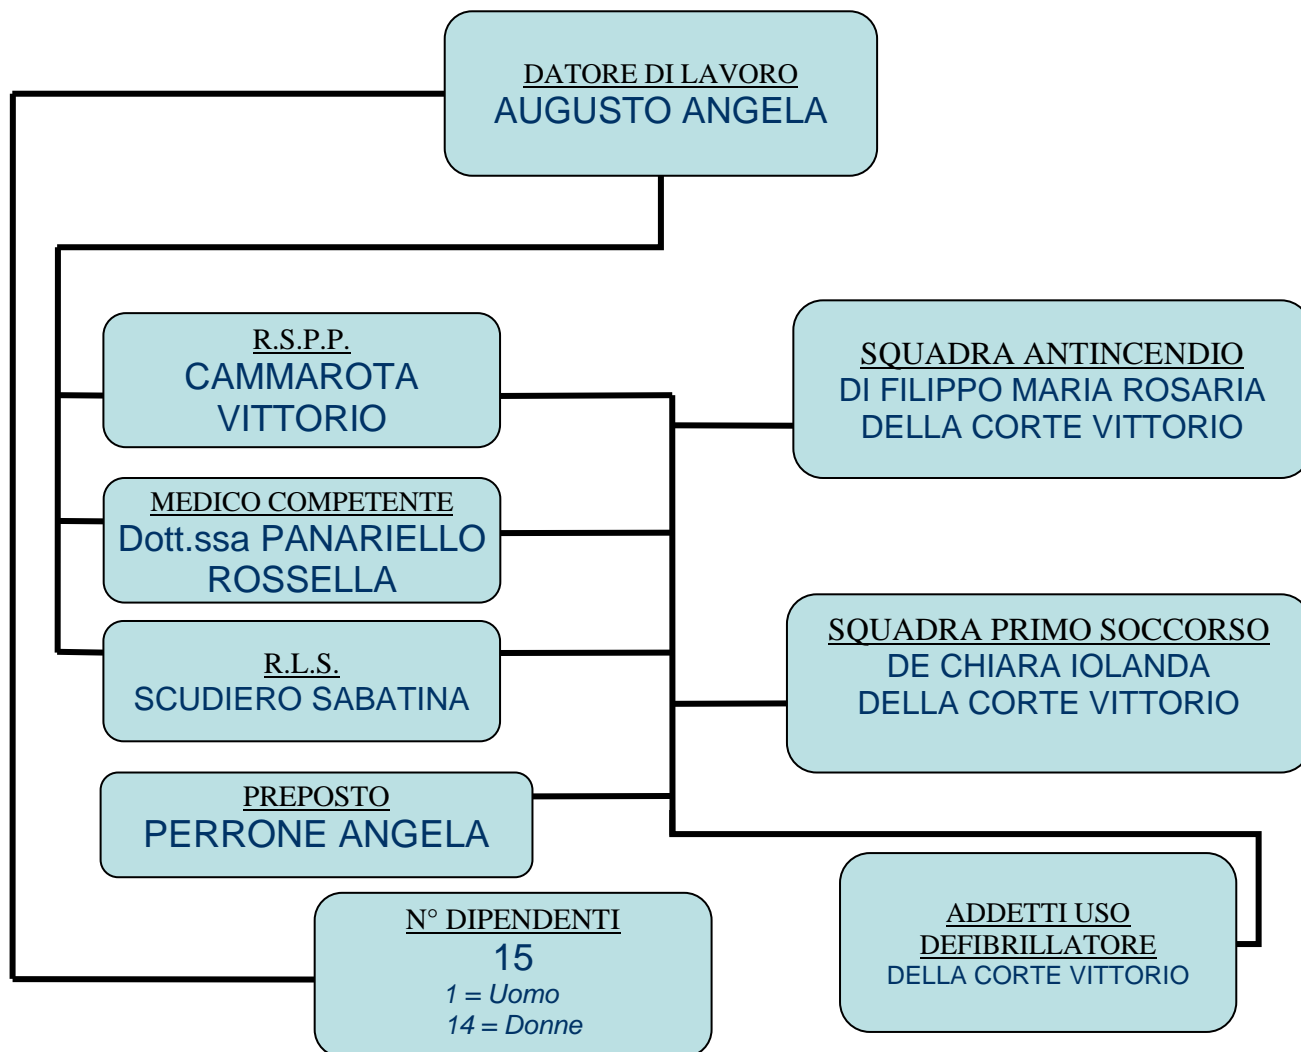 DATORE DI LAVORO
AUGUSTO ANGELA
R.S.P.P.
CAMMAROTA
VITTORIO
SQUADRA ANTINCENDIO
DI FILIPPO MARIA ROSARIA
DELLA CORTE VITTORIO
MEDICO COMPETENTE
Dott.ssa PANARIELLO
ROSSELLA
R.L.S.
SCUDIERO SABATINA
SQUADRA PRIMO SOCCORSO
DE CHIARA IOLANDA
DELLA CORTE VITTORIO
PREPOSTO
PERRONE ANGELA
N° DIPENDENTI
15
1 = Uomo
14 = Donne
ADDETTI USO
DEFIBRILLATORE
DELLA CORTE VITTORIO